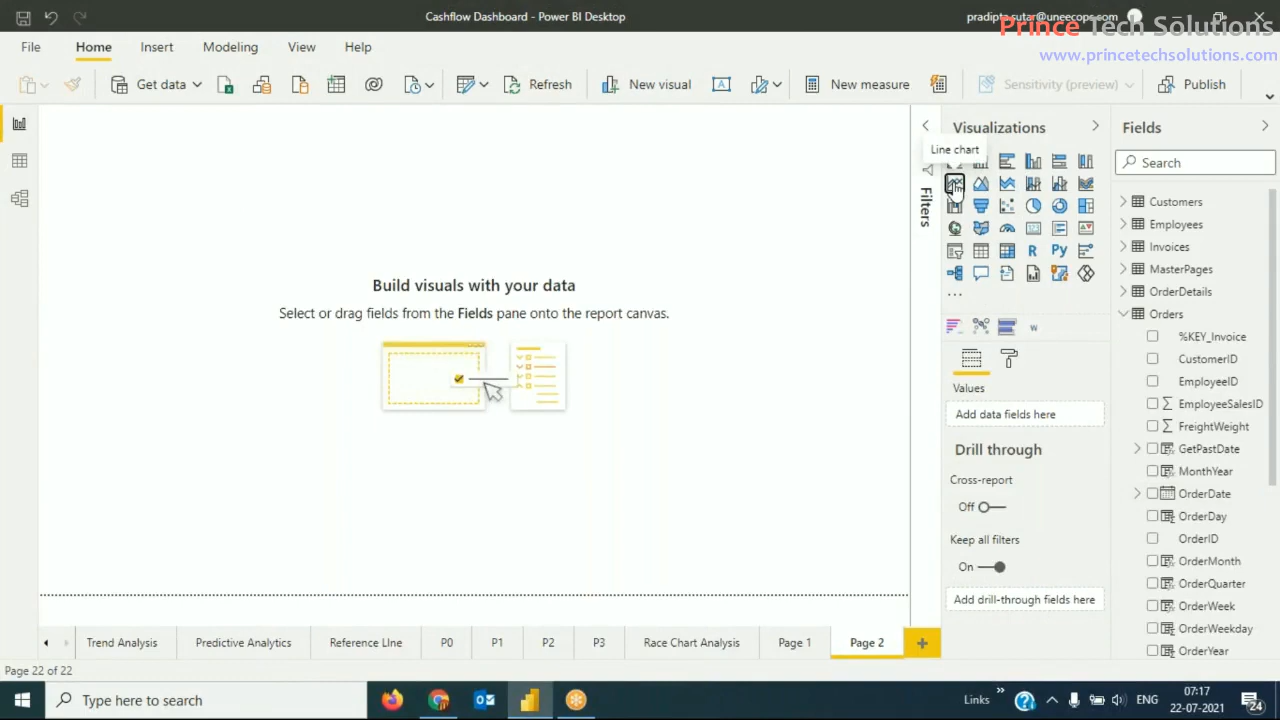 Cashflow Dashboard - Power BI Desktop
pradipta.sutar@uneecops.com
Prince Tech Solutions
www.princetechsolutions.com
File
Home
Insert
Modeling
View
Help
Get data
Refresh
New visual
New measure
Sensitivity (preview)
Publish
Visualizations
Fields
Line chart
Search
Filters
Customers
Employees
Invoices
MasterPages
OrderDetails
Orders
%KEY_Invoice
CustomerID
EmployeeID
EmployeeSalesID
FreightWeight
GetPastDate
MonthYear
OrderDate
OrderDay
OrderID
OrderMonth
OrderQuarter
OrderWeek
OrderWeekday
OrderYear
R
Py
Values
Add data fields here
Drill through
Cross-report
Off
Keep all filters
On
Add drill-through fields here
Build visuals with your data
Select or drag fields from the Fields pane onto the report canvas.
Trend Analysis
Predictive Analytics
Reference LIne
P0
P1
P2
P3
Race Chart Analysis
Page 1
Page 2
Page 22 of 22
Type here to search
Links
ENG
07:17
22-07-2021
24